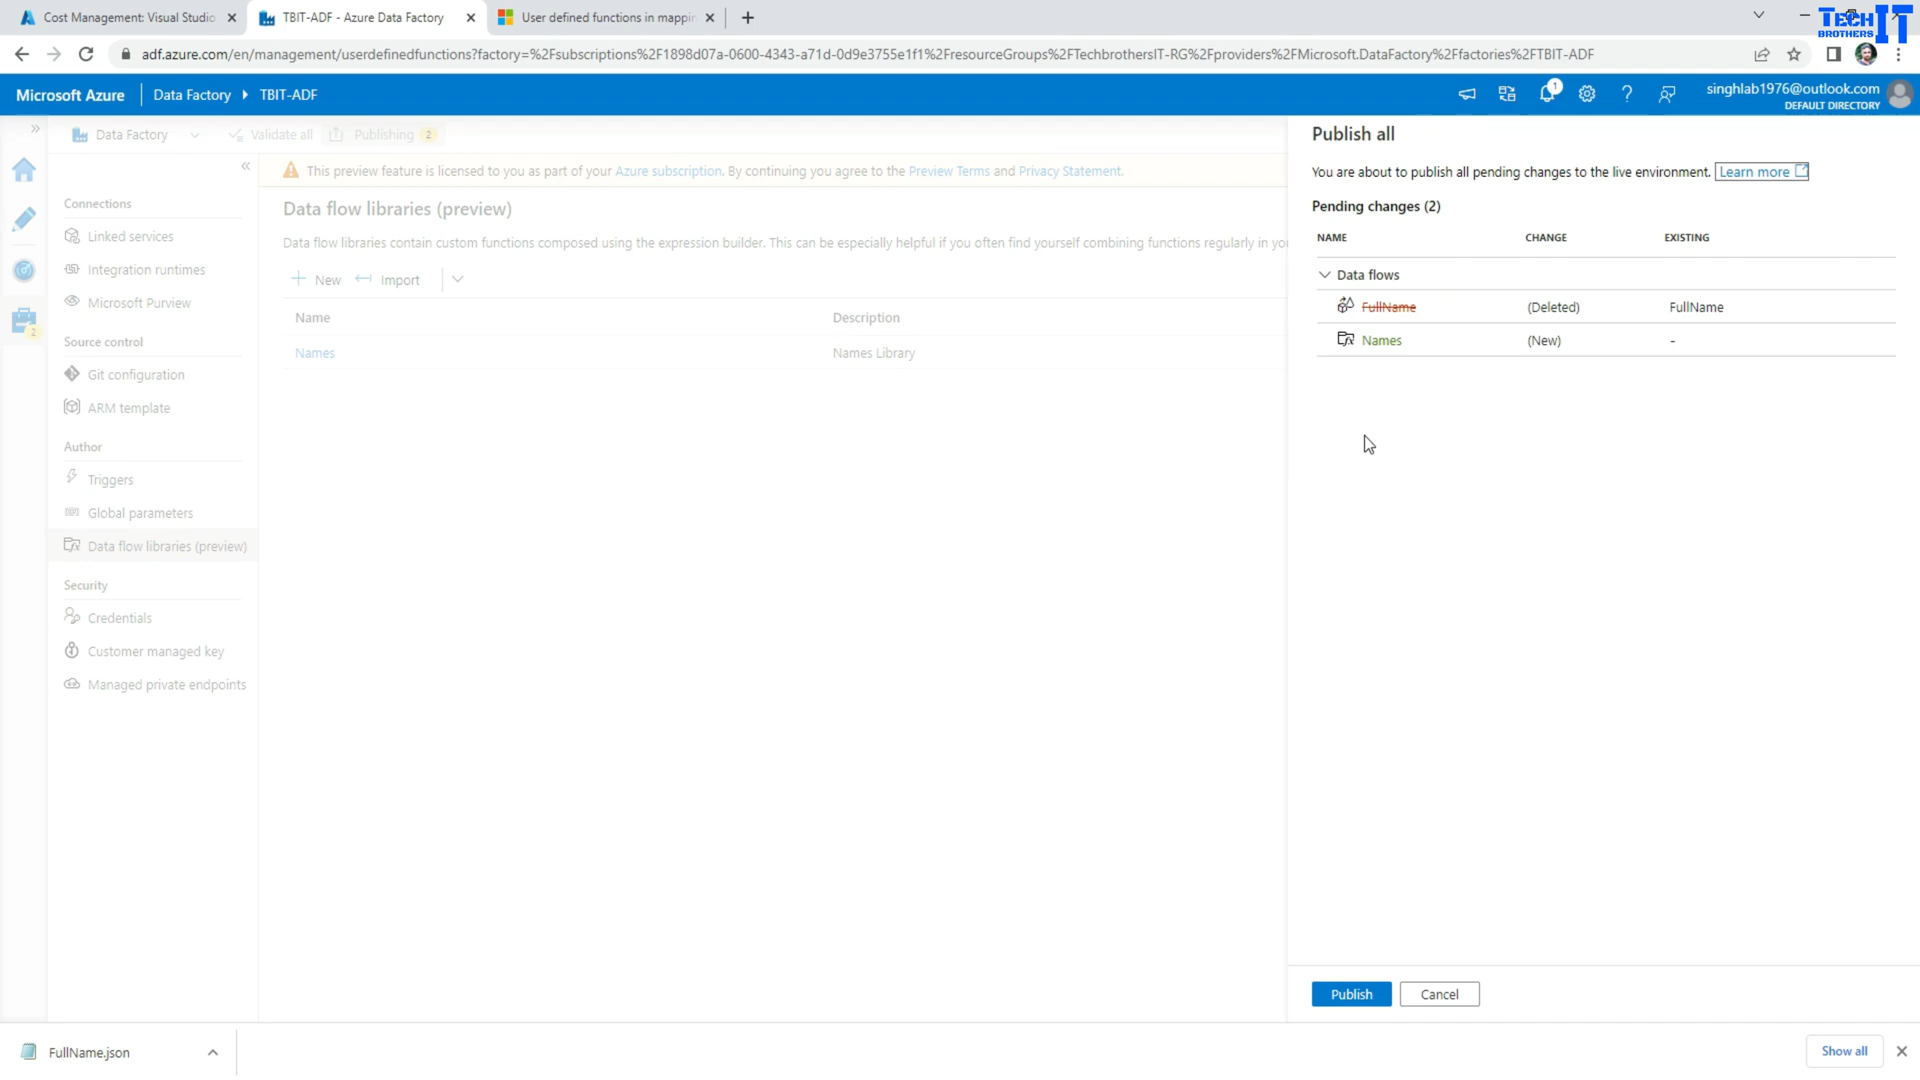 Cost Management: Visual Studio
TBIT-ADF - Azure Data Factory
User defined functions in mappin
TECH IT
BROTHERS
adf.azure.com/en/management/userdefinedfunctions?factory=%2Fsubscriptions%2F1898d07a-0600-4343-a71d-0d9e3755e1f1%2FresourceGroups%2FTechbrothersIT-RG%2Fproviders%2FMicrosoft.DataFactory%2Ffactories%2FTBIT-ADF
Microsoft Azure
Data Factory
TBIT-ADF
1
singhlab1976@outlook.com
DEFAULT DIRECTORY
Data Factory
Validate all
Publishing 2
2
Connections
Linked services
Integration runtimes
Microsoft Purview
Source control
Git configuration
ARM template
Author
Triggers
Global parameters
Data flow libraries (preview)
Security
Credentials
Customer managed key
Managed private endpoints
This preview feature is licensed to you as part of your Azure subscription. By continuing you agree to the Preview Terms and Privacy Statement.
Data flow libraries (preview)
Data flow libraries contain custom functions composed using the expression builder. This can be especially helpful if you often find yourself combining functions regularly in you
New
Import
Name
Description
Names
Names Library
Publish all
You are about to publish all pending changes to the live environment. Learn more
Pending changes (2)
NAME CHANGE EXISTING
Data flows
FullName (Deleted) FullName
Names (New) -
Publish
Cancel
FullName.json
Show all